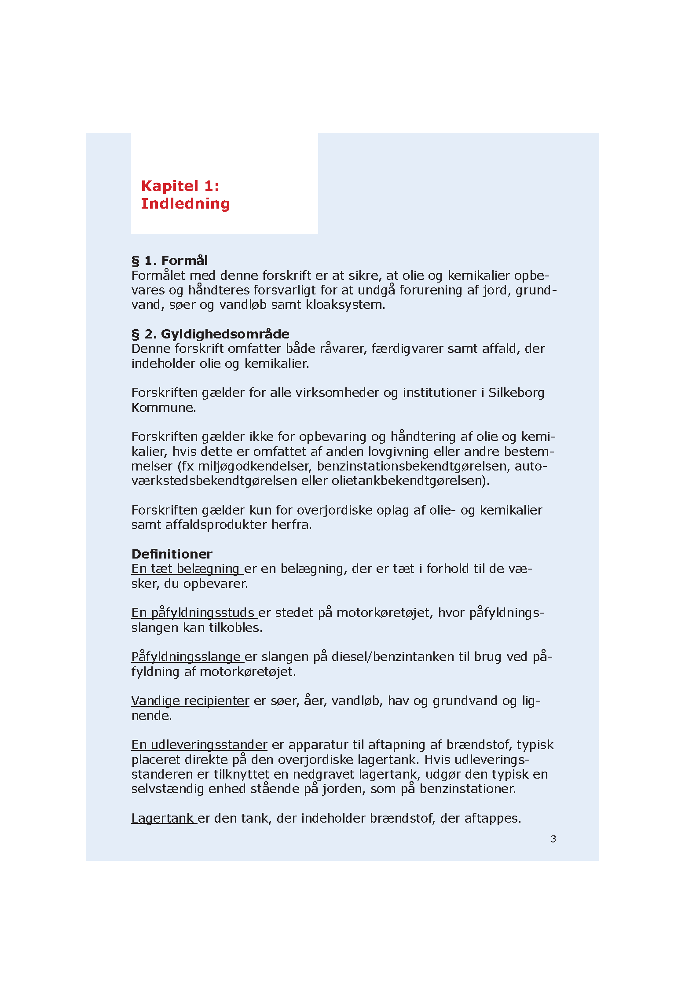 Kapitel 1:
Indledning
§ 1. Formål
Formålet med denne forskrift er at sikre, at olie og kemikalier opbe-
vares og håndteres forsvarligt for at undgå forurening af jord, grund-
vand, søer og vandløb samt kloaksystem.
§ 2. Gyldighedsområde
Denne forskrift omfatter både råvarer, færdigvarer samt affald, der
indeholder olie og kemikalier.
Forskriften gælder for alle virksomheder og institutioner i Silkeborg
Kommune.
Forskriften gælder ikke for opbevaring og håndtering af olie og kemi-
kalier, hvis dette er omfattet af anden lovgivning eller andre bestem-
melser (fx miljøgodkendelser, benzinstationsbekendtgørelsen, auto-
værkstedsbekendtgørelsen eller olietankbekendtgørelsen).
Forskriften gælder kun for overjordiske oplag af olie- og kemikalier
samt affaldsprodukter herfra.
Definitioner
En tæt belægning er en belægning, der er tæt i forhold til de væ-
sker, du opbevarer.
En påfyldningsstuds er stedet på motorkøretøjet, hvor påfyldnings-
slangen kan tilkobles.
Påfyldningsslange er slangen på diesel/benzintanken til brug ved på-
fyldning af motorkøretøjet.
Vandige recipienter er søer, åer, vandløb, hav og grundvand og lig-
nende.
En udleveringsstander er apparatur til aftapning af brændstof, typisk
placeret direkte på den overjordiske lagertank. Hvis udleverings-
standeren er tilknyttet en nedgravet lagertank, udgør den typisk en
selvstændig enhed stående på jorden, som på benzinstationer.
Lagertank er den tank, der indeholder brændstof, der aftappes.
3